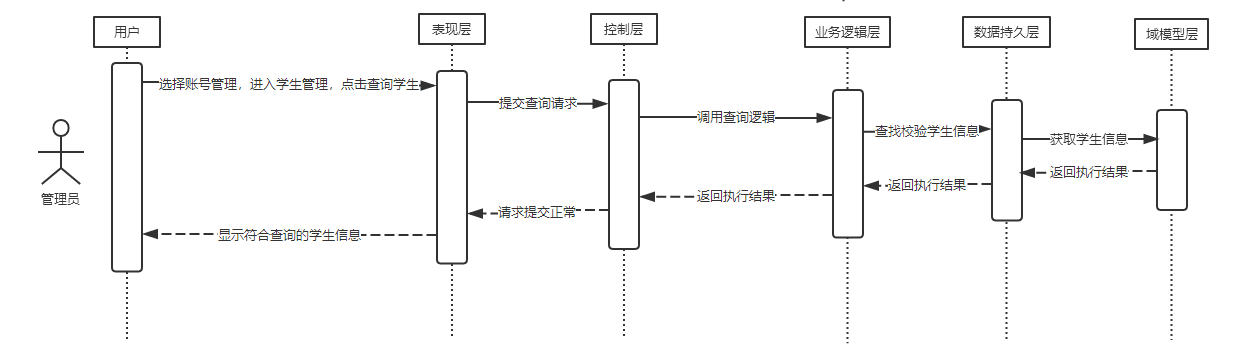 用户
表现层
控制层
业务逻辑层
数据持久层
域模型层
选择账号管理，进入学生管理，点击查询学生
提交查询请求
调用查询逻辑
查找校验学生信息
获取学生信息
返回执行结果
返回执行结果
返回执行结果
请求提交正常
显示符合查询的学生信息
管理员